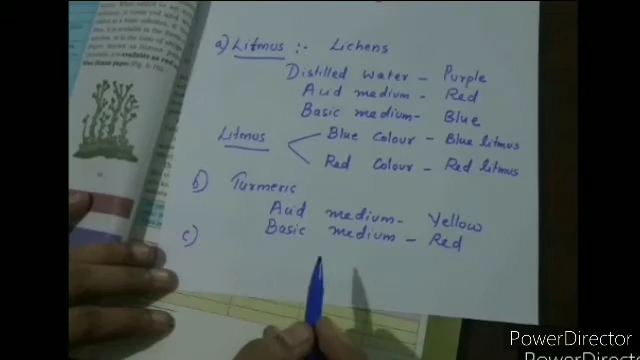 a) Litmus :- Lichens
Distilled water - Purple
Acid medium - Red
Basic medium - Blue
Litmus
Blue Colour - Blue litmus
Red Colour - Red litmus
b) Turmeric
Acid medium - Yellow
Basic medium - Red
c)
PowerDirector
PowerDirector